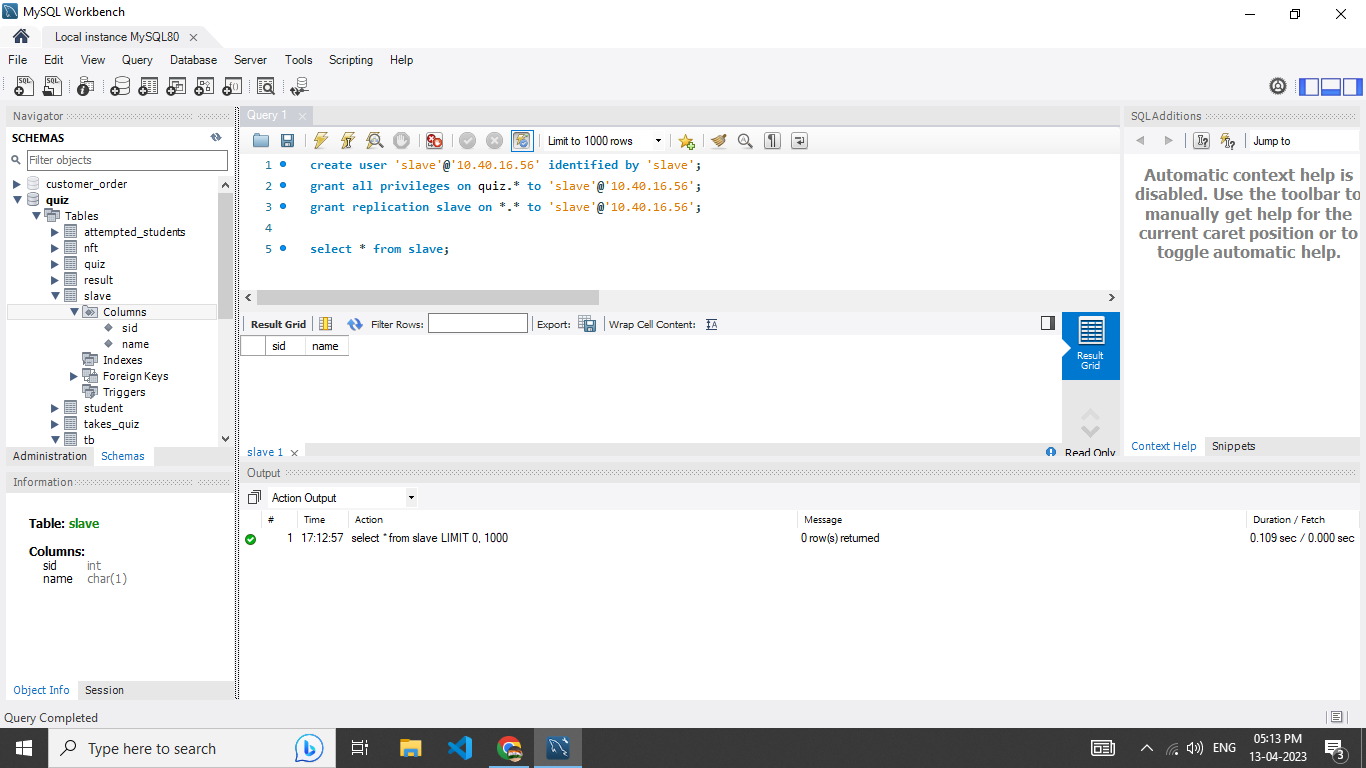 MySQL Workbench
Local instance MySQL80
File Edit View Query Database Server Tools Scripting Help
Navigator
SCHEMAS
Filter objects
customer_order
quiz
Tables
attempted_students
nft
quiz
result
slave
Columns
sid
name
Indexes
Foreign Keys
Triggers
student
takes_quiz
tb
Administration Schemas
Information
Table: slave
Columns:
sid int
name char(1)
Object Info Session
Query 1
Limit to 1000 rows
1 create user 'slave'@'10.40.16.56' identified by 'slave';
2 grant all privileges on quiz.* to 'slave'@'10.40.16.56';
3 grant replication slave on *.* to 'slave'@'10.40.16.56';
4
5 select * from slave;
Result Grid Filter Rows: Export: Wrap Cell Content:
sid name
Result
Grid
slave 1
Read Only
Output
Action Output
# Time Action Message Duration / Fetch
1 17:12:57 select * from slave LIMIT 0, 1000 0 row(s) returned 0.109 sec / 0.000 sec
SQLAdditions
Jump to
Automatic context help is
disabled. Use the toolbar to
manually get help for the
current caret position or to
toggle automatic help.
Context Help Snippets
Query Completed
Type here to search
ENG
05:13 PM
13-04-2023
3